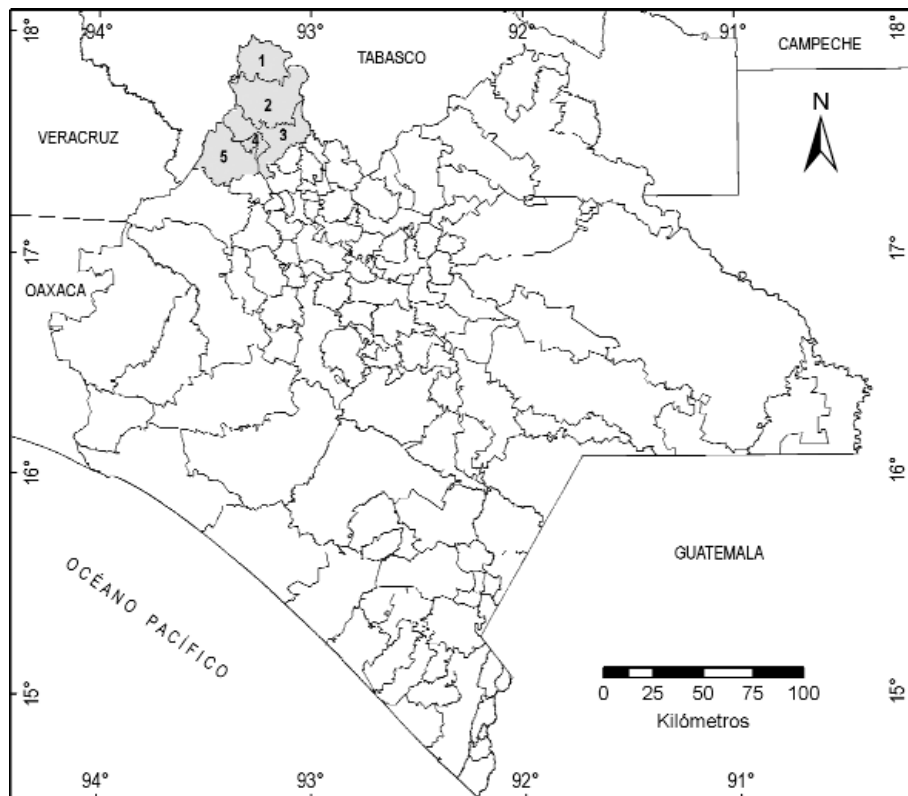 94°
93°
92°
91°
18°
18°
CAMPECHE
TABASCO
1
2
N
VERACRUZ
4
3
5
17°
17°
OAXACA
16°
16°
GUATEMALA
OCÉANO PACÍFICO
15°
15°
0 25 50 75 100
Kilómetros
94°
93°
92°
91°